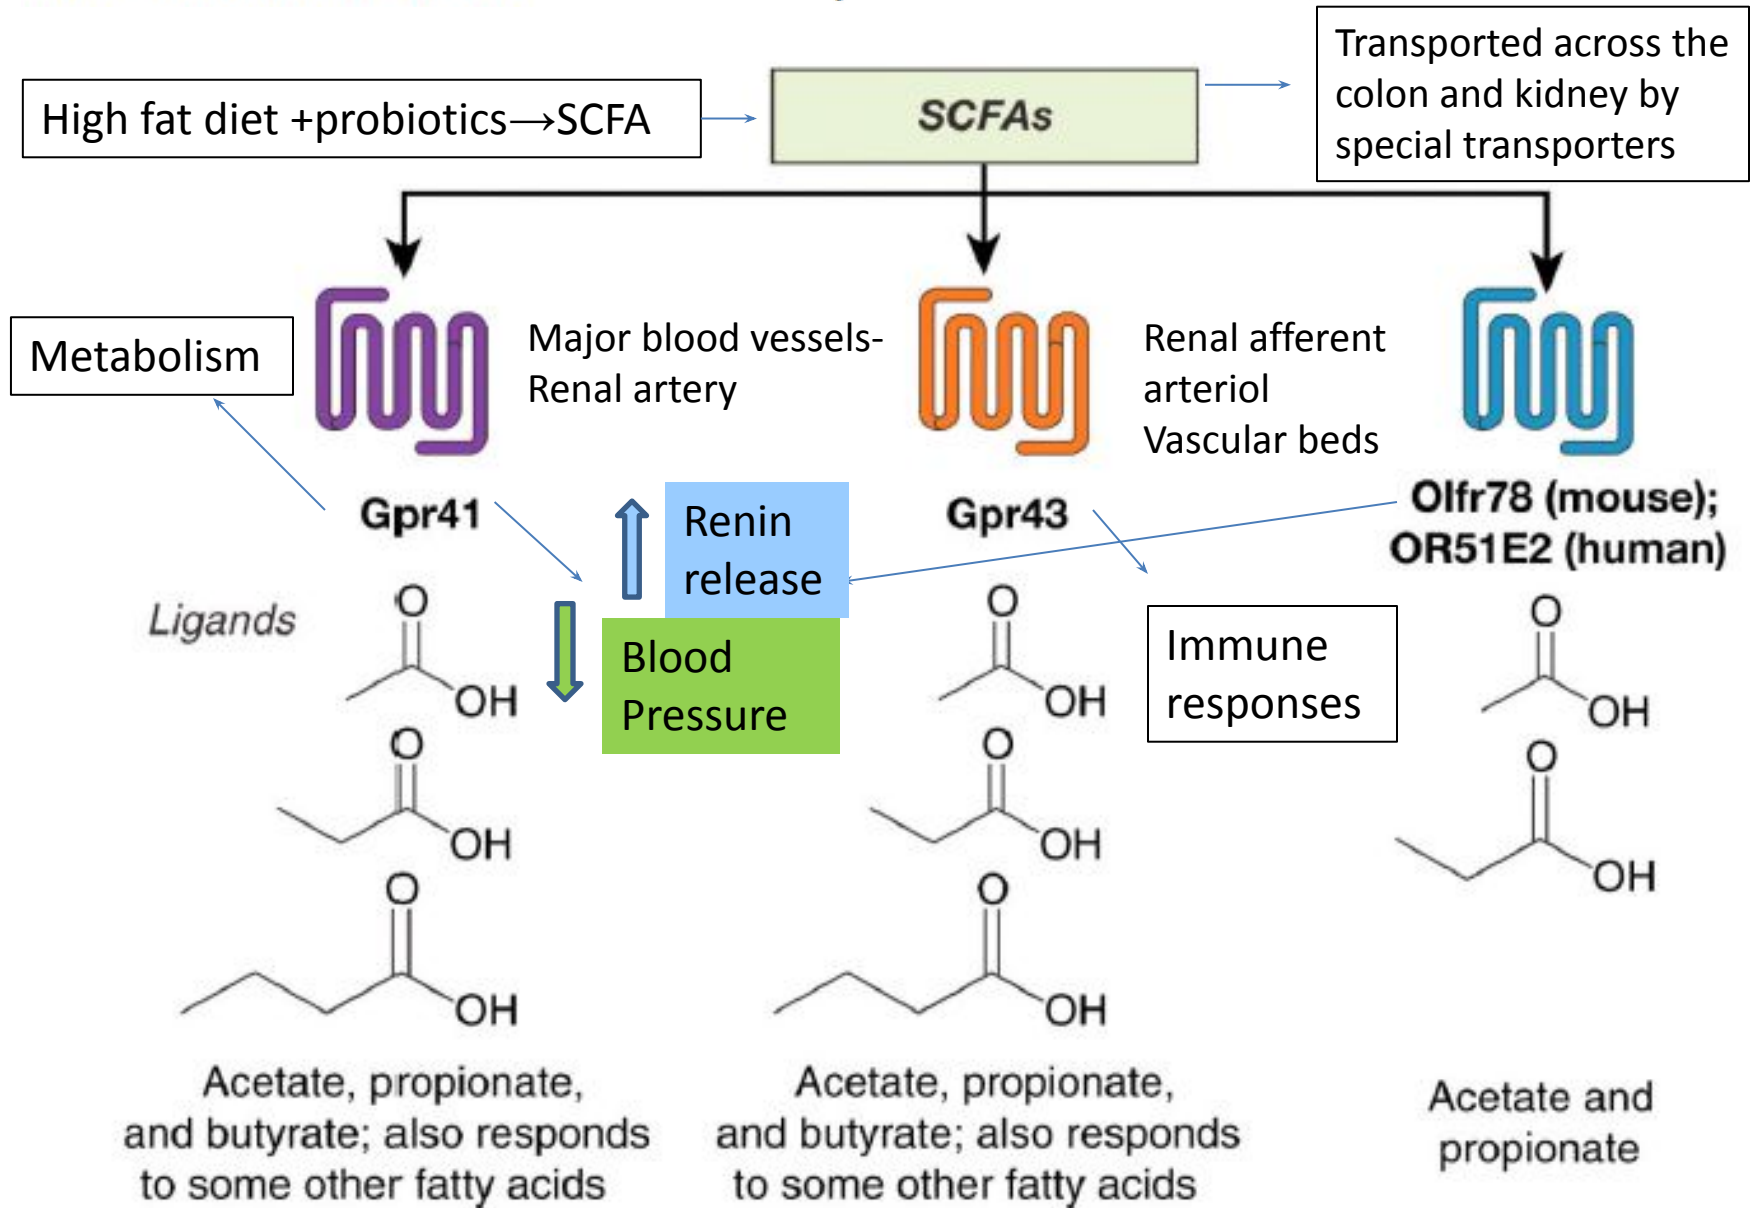 High fat diet +probiotics→SCFA
SCFAs
Transported across the
colon and kidney by
special transporters
Metabolism
Major blood vessels-
Renal artery
Renal afferent
arteriol
Vascular beds
Gpr41
Renin
release
Gpr43
Olfr78 (mouse);
OR51E2 (human)
Ligands
Blood
Pressure
Immune
responses
O
OH
O
OH
O
OH
O
OH
O
OH
O
OH
O
OH
O
OH
Acetate, propionate,
and butyrate; also responds
to some other fatty acids
Acetate, propionate,
and butyrate; also responds
to some other fatty acids
Acetate and
propionate